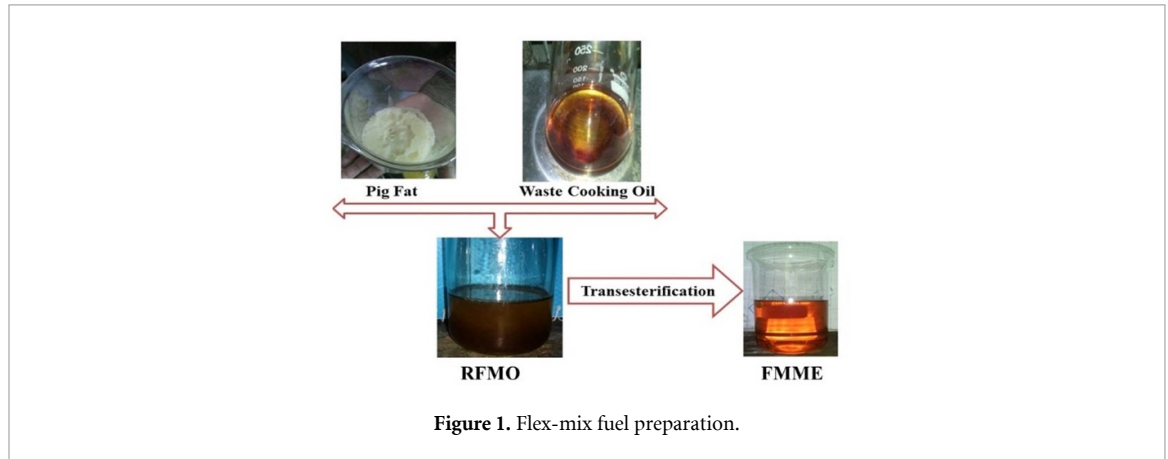 250
200
Pig Fat
Waste Cooking Oil
Transesterification
RFMO
FMME
Figure 1. Flex-mix fuel preparation.